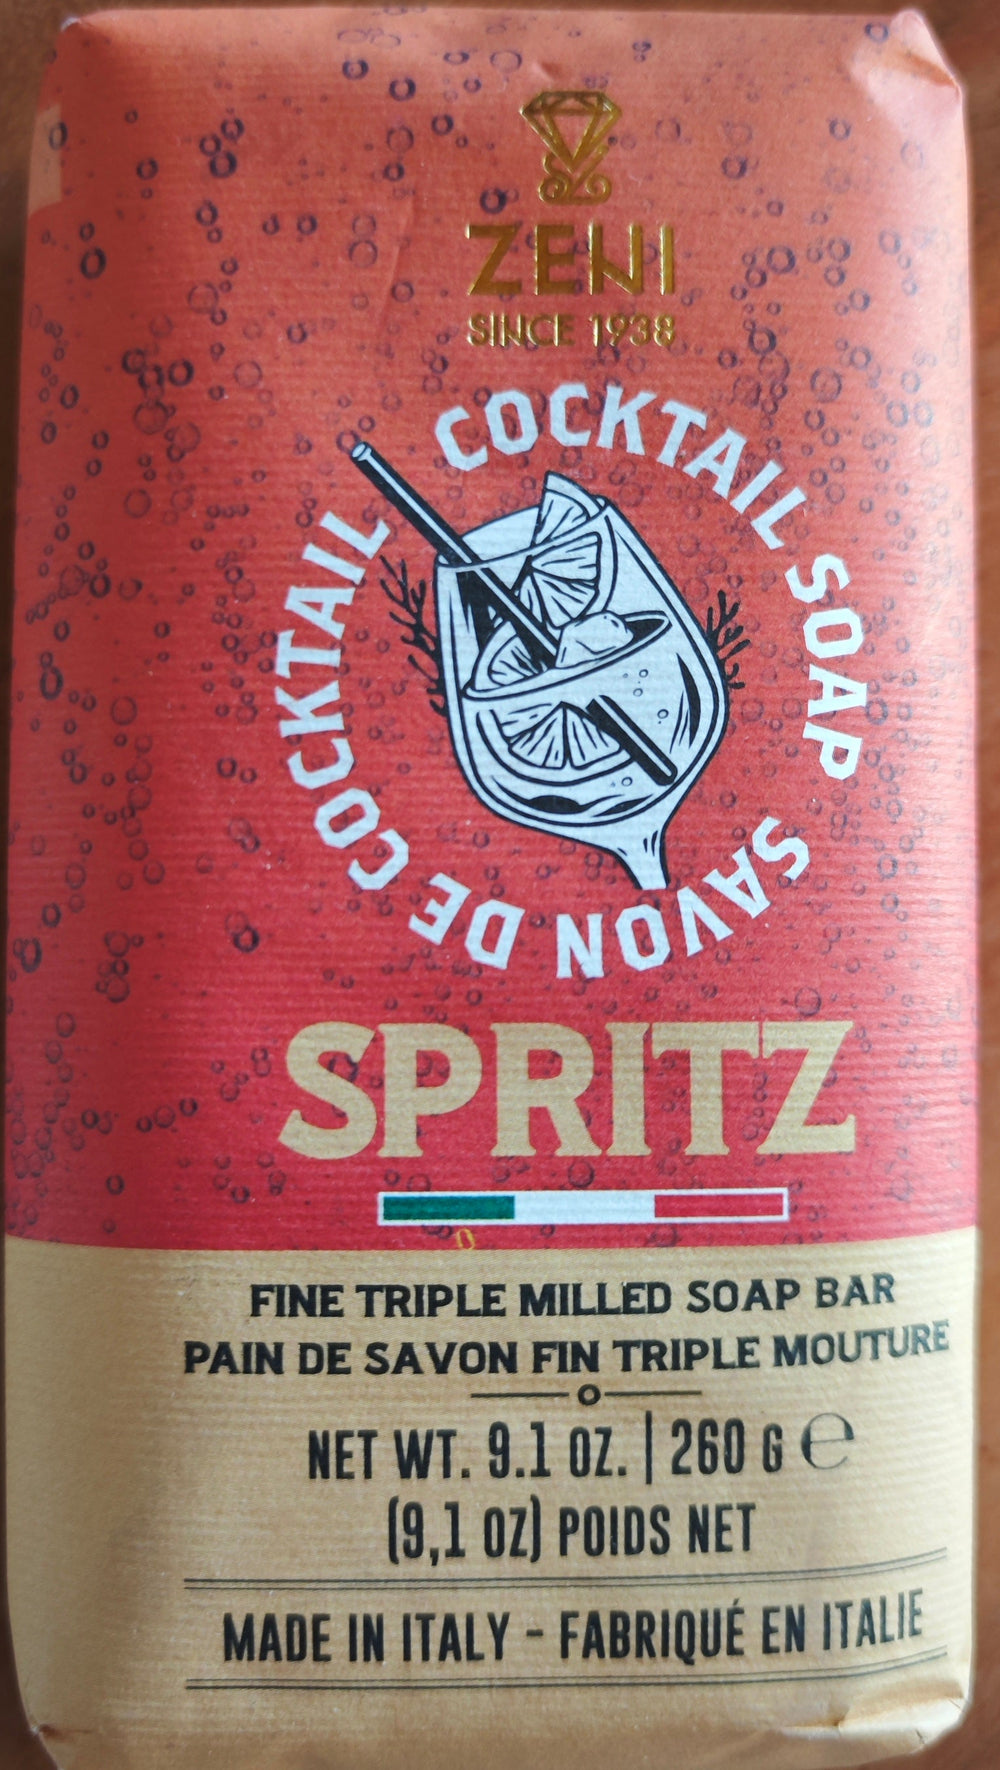 ZENI
SINCE 1938
COCKTAIL SOAP
SAVON DE COCKTAIL
SPRITZ
FINE TRIPLE MILLED SOAP BAR
PAIN DE SAVON FIN TRIPLE MOUTURE
NET WT. 9.1 OZ. | 260 G ℮
(9,1 OZ) POIDS NET
MADE IN ITALY - FABRIQUÉ EN ITALIE